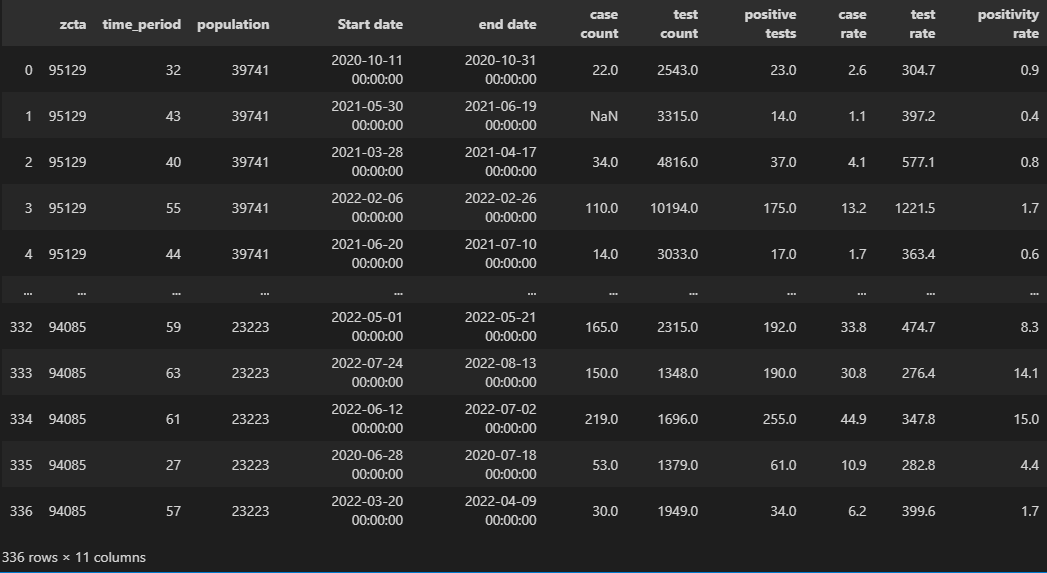 zcta time_period population Start date end date case count test count positive tests case rate test rate positivity rate
0 95129 32 39741 2020-10-11 00:00:00 2020-10-31 00:00:00 22.0 2543.0 23.0 2.6 304.7 0.9
1 95129 43 39741 2021-05-30 00:00:00 2021-06-19 00:00:00 NaN 3315.0 14.0 1.1 397.2 0.4
2 95129 40 39741 2021-03-28 00:00:00 2021-04-17 00:00:00 34.0 4816.0 37.0 4.1 577.1 0.8
3 95129 55 39741 2022-02-06 00:00:00 2022-02-26 00:00:00 110.0 10194.0 175.0 13.2 1221.5 1.7
4 95129 44 39741 2021-06-20 00:00:00 2021-07-10 00:00:00 14.0 3033.0 17.0 1.7 363.4 0.6
... ... ... ... ... ... ... ... ... ... ... ...
332 94085 59 23223 2022-05-01 00:00:00 2022-05-21 00:00:00 165.0 2315.0 192.0 33.8 474.7 8.3
333 94085 63 23223 2022-07-24 00:00:00 2022-08-13 00:00:00 150.0 1348.0 190.0 30.8 276.4 14.1
334 94085 61 23223 2022-06-12 00:00:00 2022-07-02 00:00:00 219.0 1696.0 255.0 44.9 347.8 15.0
335 94085 27 23223 2020-06-28 00:00:00 2020-07-18 00:00:00 53.0 1379.0 61.0 10.9 282.8 4.4
336 94085 57 23223 2022-03-20 00:00:00 2022-04-09 00:00:00 30.0 1949.0 34.0 6.2 399.6 1.7
336 rows × 11 columns